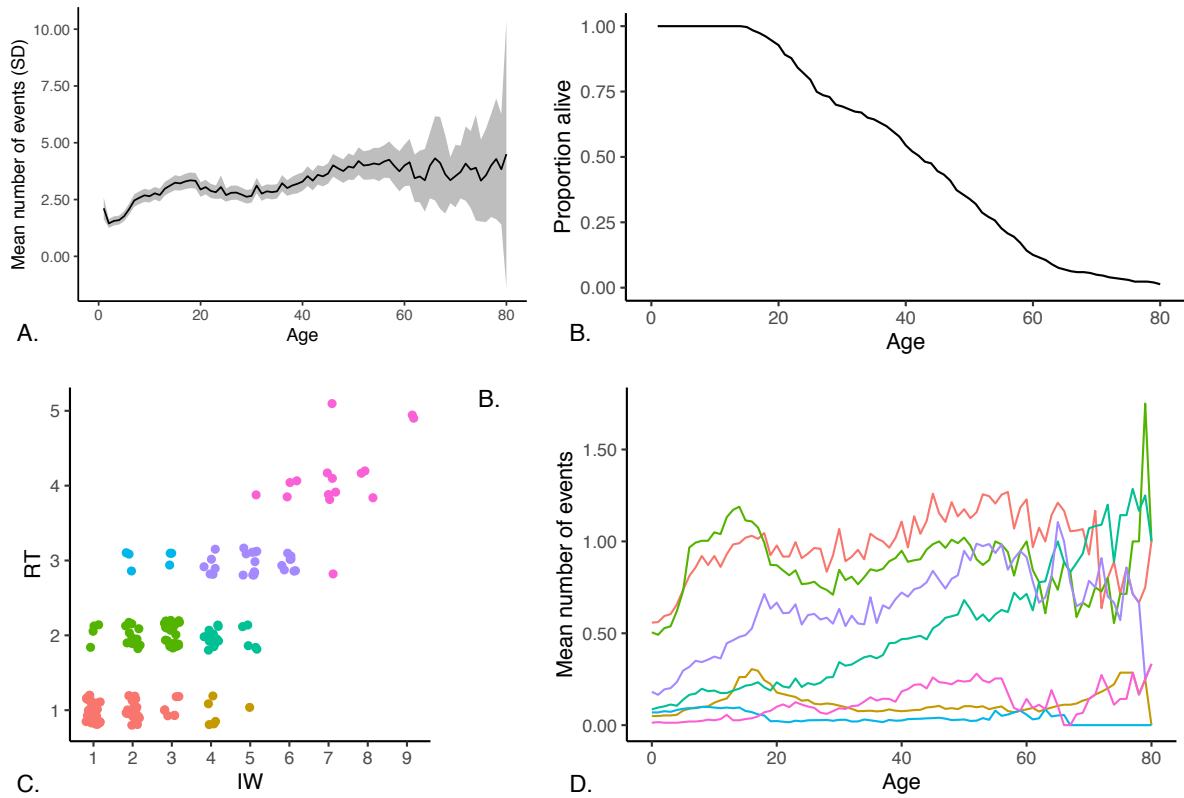 Mean number of events (SD)
10.00
7.50
5.00
2.50
0.00
0 20 40 60 80
Age
A.
Proportion alive
1.00
0.75
0.50
0.25
0.00
0 20 40 60 80
Age
B.
RT
5
4
3
2
1
1 2 3 4 5 6 7 8 9
IW
C.
B.
Mean number of events
1.50
1.00
0.50
0.00
0 20 40 60 80
Age
D.